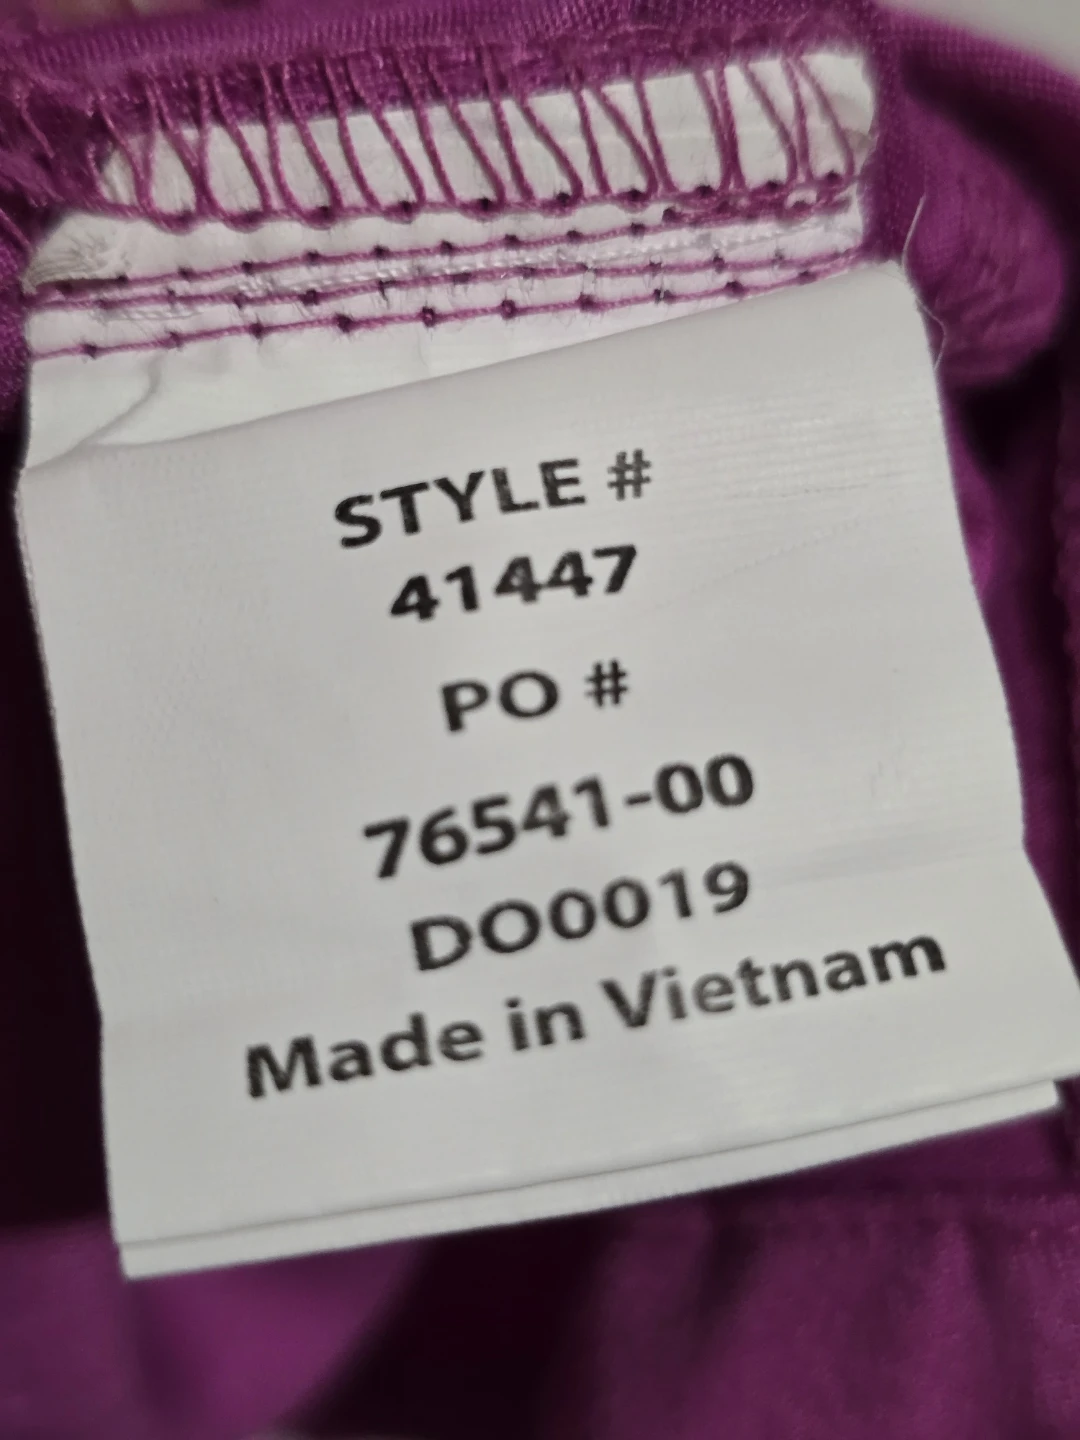 STYLE #
41447
PO #
76541-00
DO0019
Made in Vietnam